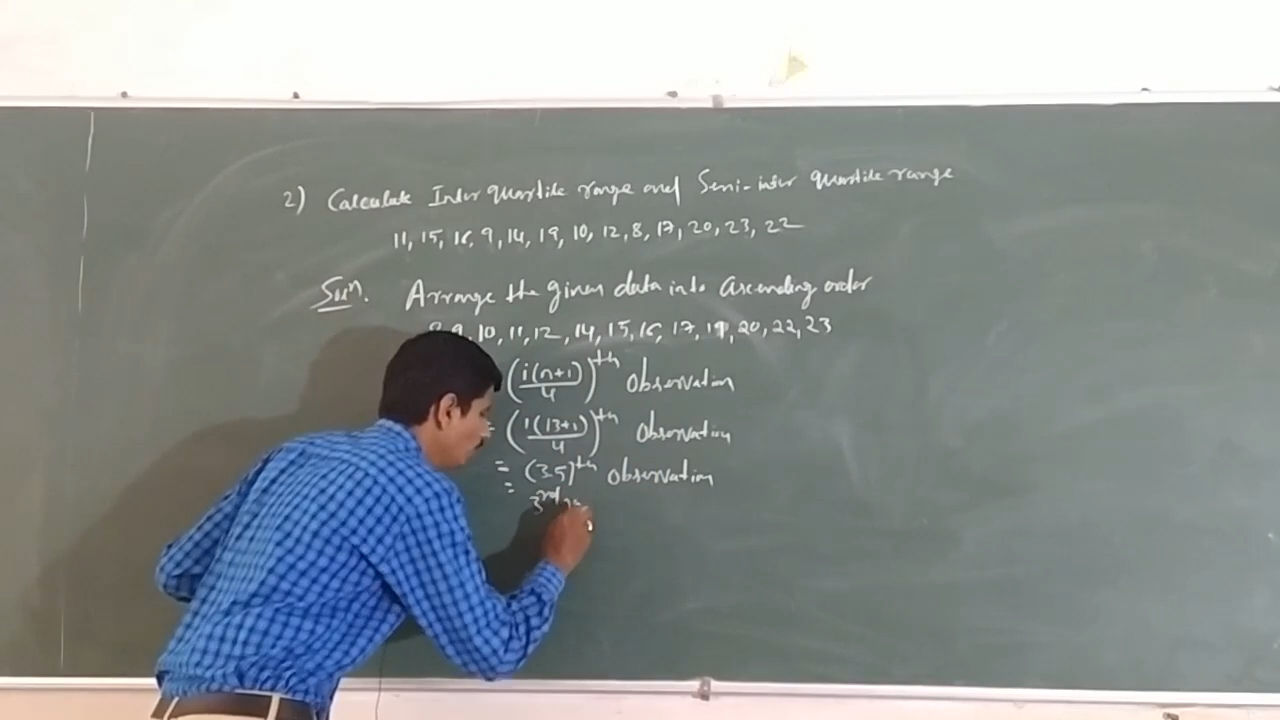 2) Calculate Inter quartile range and Semi-inter quartile range
11, 15, 16, 9, 14, 19, 10, 12, 8, 17, 20, 23, 22
Arrange the given data into ascending order
9, 10, 11, 12, 14, 15, 16, 17, 19, 20, 22, 23
(i(n+1)/4)th Observation
= (1(13+1)/4)th Observation
= (3.5)th Observation
= 3rd